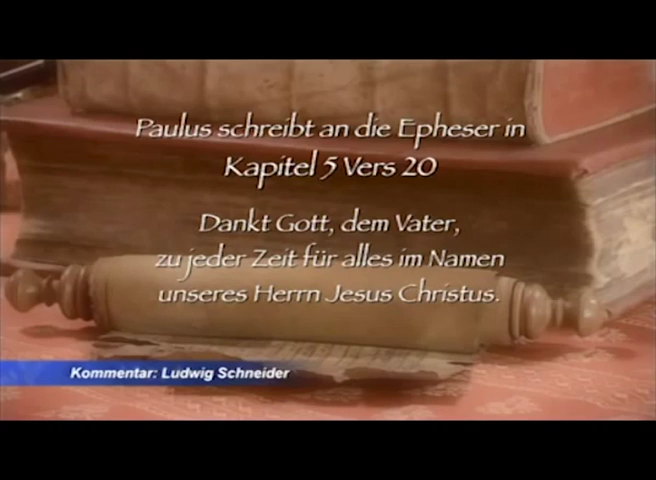 Paulus schreibt an die Epheser in
Kapitel 5 Vers 20
Dankt Gott, dem Vater,
zu jeder Zeit für alles im Namen
unseres Herrn Jesus Christus.
Kommentar: Ludwig Schneider